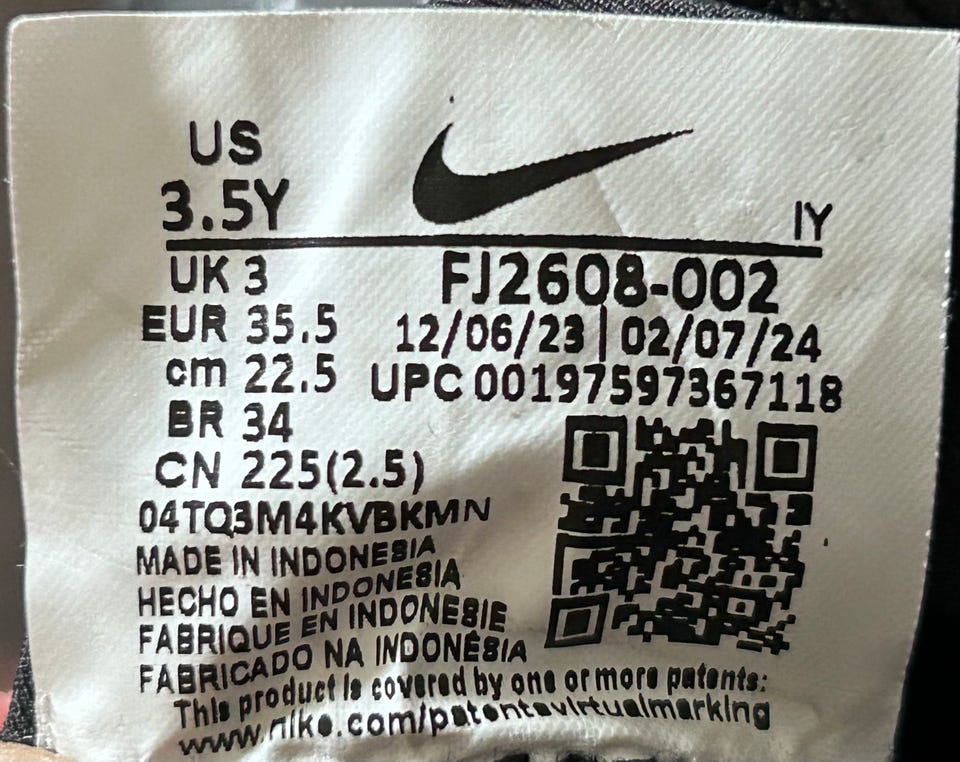 US
3.5Y
IY
UK 3
FJ2608-002
EUR 35.5
12/06/23 | 02/07/24
cm 22.5
UPC 00197597367118
BR 34
CN 225(2.5)
04TQ3M4KVBKMN
MADE IN INDONESIA
HECHO EN INDONESIA
FABRIQUE EN INDONESIE
FABRICADO NA INDONÉSIA
This product is covered by one or more patents:
www.nike.com/patentavirtualmarking